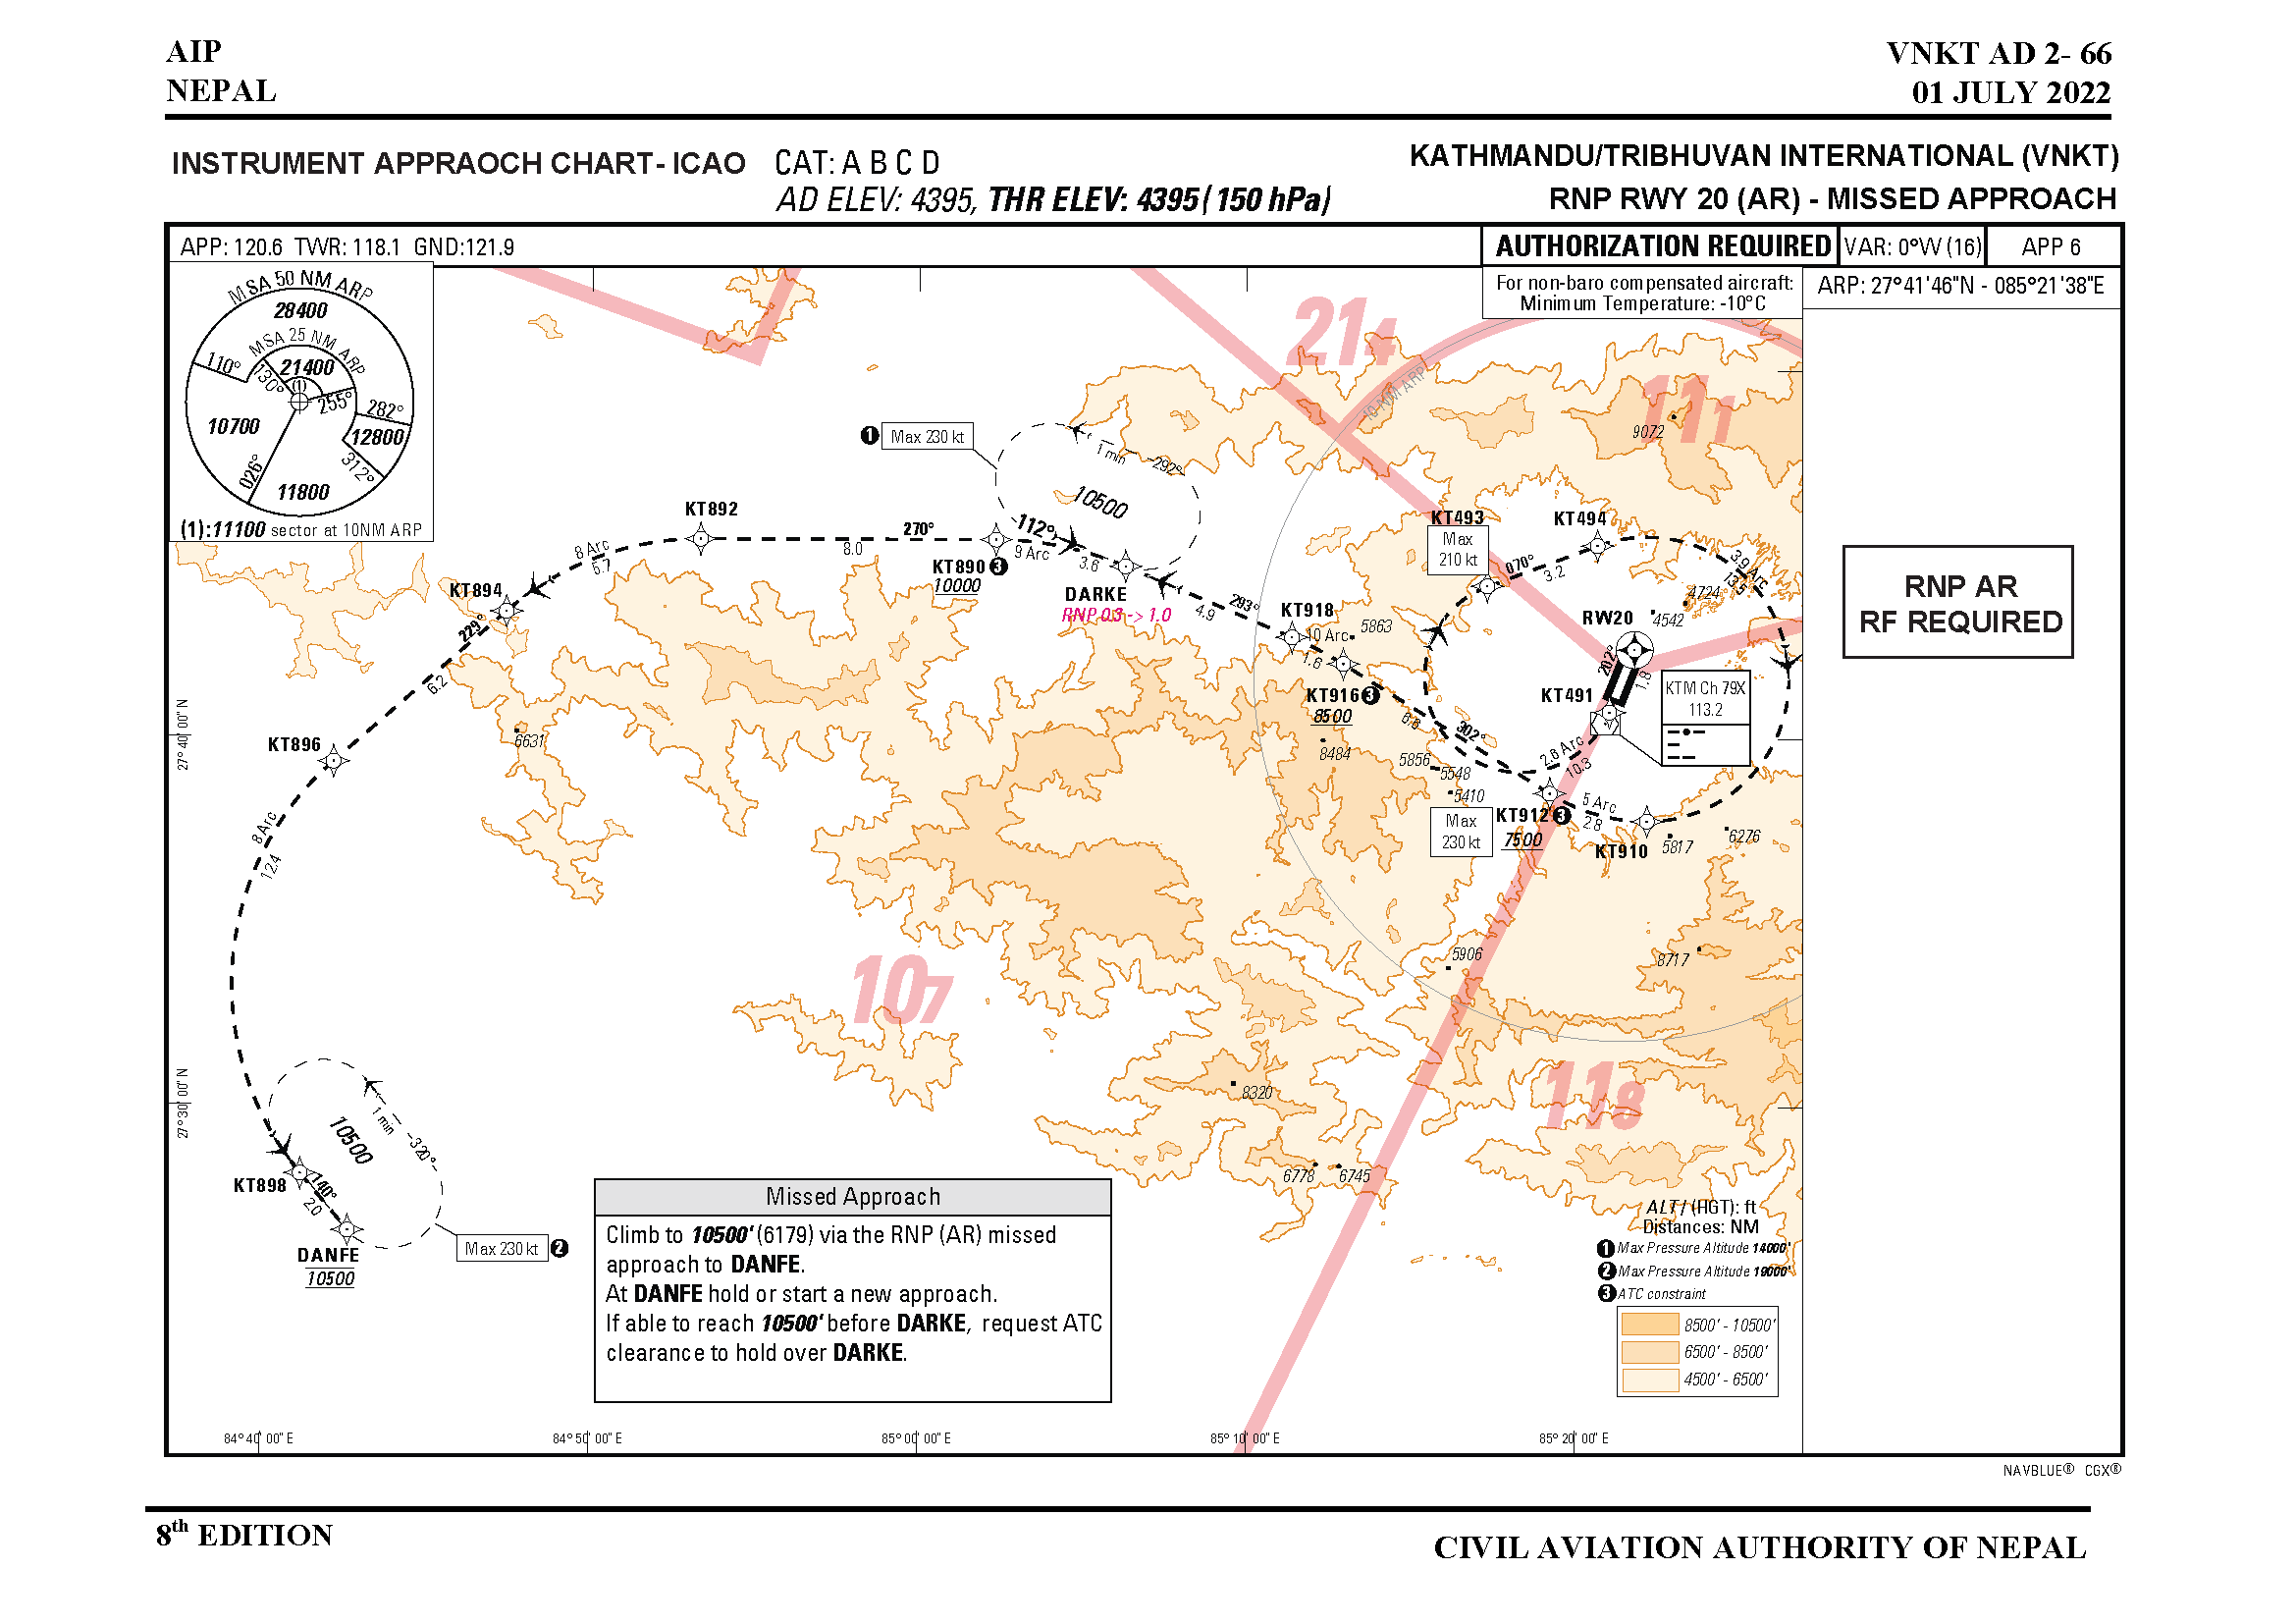 AIP
NEPAL
VNKT AD 2- 66
01 JULY 2022
INSTRUMENT APPRAOCH CHART- ICAO
CAT: A B C D
AD ELEV: 4395, THR ELEV: 4395 (150 hPa)
KATHMANDU/TRIBHUVAN INTERNATIONAL (VNKT)
RNP RWY 20 (AR) - MISSED APPROACH
APP: 120.6 TWR: 118.1 GND:121.9
AUTHORIZATION REQUIRED
VAR: 0°W (16)
APP 6
For non-baro compensated aircraft:
Minimum Temperature: -10°C
ARP: 27°41'46"N - 085°21'38"E
MSA 50 NM ARP
28400
MSA 25 NM ARP
21400
110°
130°
(1)
255°
282°
10700
12800
026°
312°
11800
(1):11100 sector at 10NM ARP
21 4
10 NM ARP
11 1
9072
1 Max 230 kt
1 min
292°
10500
KT892
270°
8.0
8 Arc
5.7
KT890 3
10000
112°
9 Arc
3.6
DARKE
RNP 0.3 -> 1.0
4.9
293°
KT918
10 Arc
5863
1.6
KT916 3
8500
8484
6.8
302°
5856
5548
5410
KT493
Max
210 kt
070°
3.2
KT494
3.9 Arc
13.5
4724
4542
RW20
202°
1.8
KT491
KTM Ch 79X
113.2
2.8 Arc
10.3
Max
230 kt
KT912 3
7500
5 Arc
2.8
KT910
5817
6276
RNP AR
RF REQUIRED
KT894
229°
6.2
6631
KT896
8 Arc
12.4
27° 40' 00" N
27° 30' 00" N
10 7
5906
8717
11 8
8320
6778
6745
10500
1 min
320°
KT898
140°
2.0
DANFE
10500
Max 230 kt 2
Missed Approach
Climb to 10500' (6179) via the RNP (AR) missed
approach to DANFE.
At DANFE hold or start a new approach.
If able to reach 10500' before DARKE, request ATC
clearance to hold over DARKE.
ALT / (HGT): ft
Distances: NM
1 Max Pressure Altitude 14000'
2 Max Pressure Altitude 19000'
3 ATC constraint
8500' - 10500'
6500' - 8500'
4500' - 6500'
84° 40' 00" E
84° 50' 00" E
85° 00' 00" E
85° 10' 00" E
85° 20' 00" E
NAVBLUE® CGX®
8th EDITION
CIVIL AVIATION AUTHORITY OF NEPAL